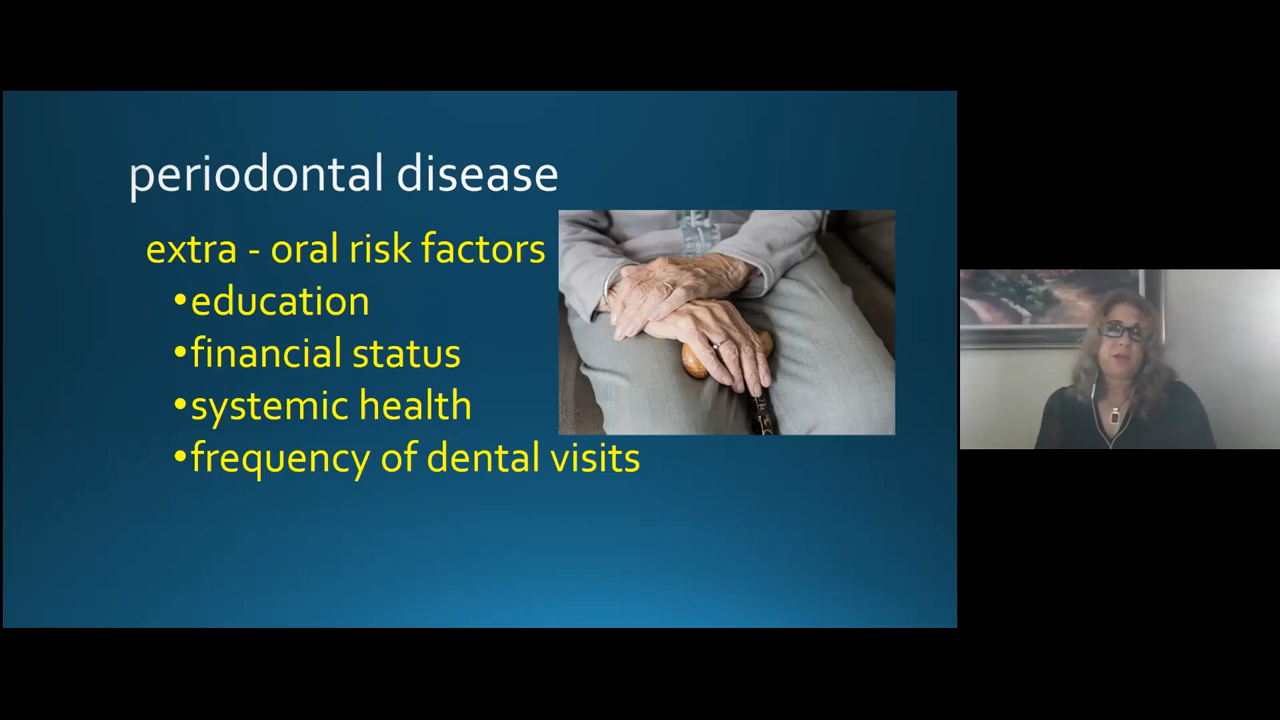 periodontal disease
extra - oral risk factors
•education
•financial status
•systemic health
•frequency of dental visits